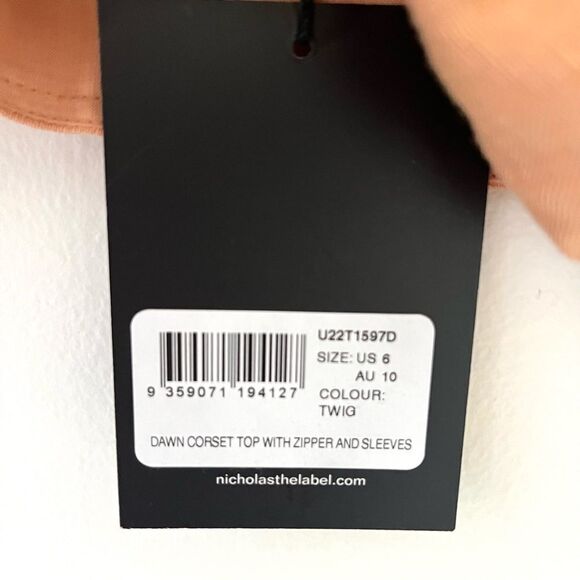 U22T1597D
SIZE: US 6
AU 10
9 359071 194127
COLOUR:
TWIG
DAWN CORSET TOP WITH ZIPPER AND SLEEVES
nicholasthelabel.com